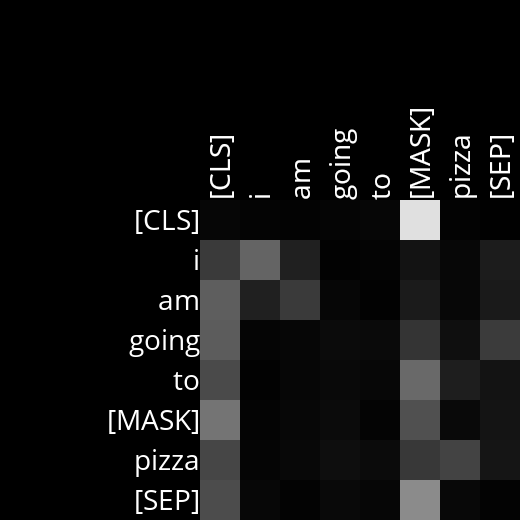 [CLS] i am going to [MASK] pizza [SEP]
[CLS]
i
am
going
to
[MASK]
pizza
[SEP]